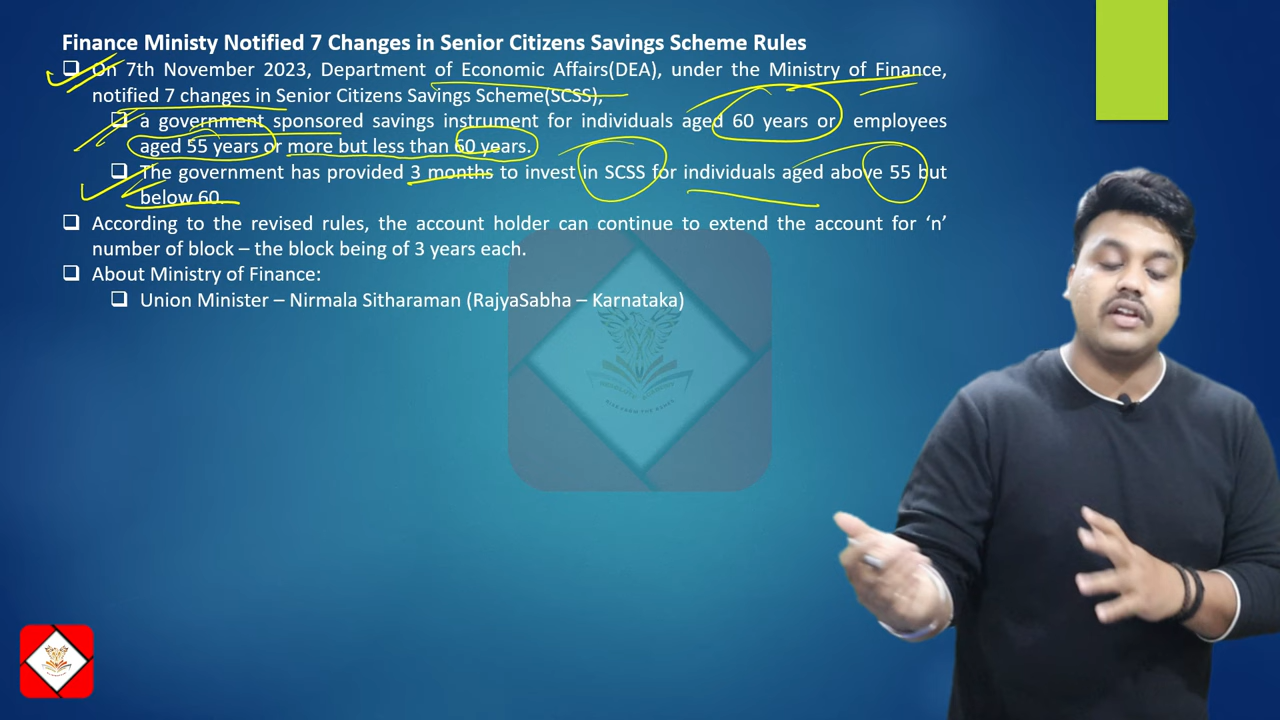 Finance Ministy Notified 7 Changes in Senior Citizens Savings Scheme Rules
On 7th November 2023, Department of Economic Affairs(DEA), under the Ministry of Finance,
notified 7 changes in Senior Citizens Savings Scheme(SCSS),
a government sponsored savings instrument for individuals aged 60 years or employees
aged 55 years or more but less than 60 years.
The government has provided 3 months to invest in SCSS for individuals aged above 55 but
below 60.
According to the revised rules, the account holder can continue to extend the account for ‘n’
number of block – the block being of 3 years each.
About Ministry of Finance:
Union Minister – Nirmala Sitharaman (RajyaSabha – Karnataka)